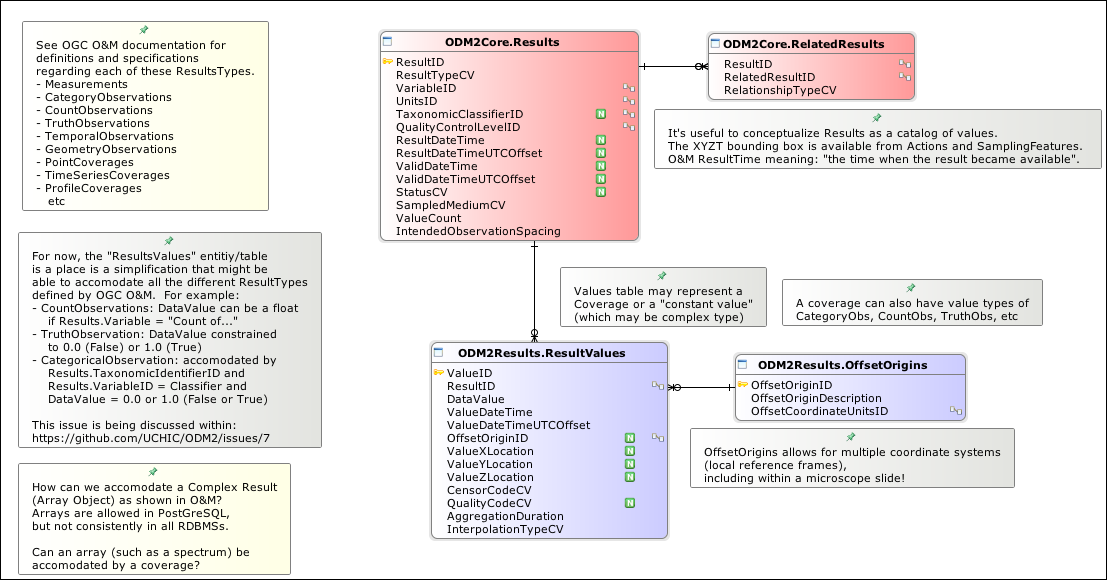 See OGC O&M documentation for
definitions and specifications
regarding each of these ResultsTypes.
- Measurements
- CategoryObservations
- CountObservations
- TruthObservations
- TemporalObservations
- GeometryObservations
- PointCoverages
- TimeSeriesCoverages
- ProfileCoverages
etc
ODM2Core.Results
ResultID
ResultTypeCV
VariableID
UnitsID
TaxonomicClassifierID N
QualityControlLevelID
ResultDateTime N
ResultDateTimeUTCOffset N
ValidDateTime N
ValidDateTimeUTCOffset N
StatusCV N
SampledMediumCV
ValueCount
IntendedObservationSpacing
ODM2Core.RelatedResults
ResultID
RelatedResultID
RelationshipTypeCV
It's useful to conceptualize Results as a catalog of values.
The XYZT bounding box is available from Actions and SamplingFeatures.
O&M ResultTime meaning: "the time when the result became available".
For now, the "ResultsValues" entitiy/table
is a place is a simplification that might be
able to accomodate all the different ResultTypes
defined by OGC O&M.  For example:
- CountObservations: DataValue can be a float
if Results.Variable = "Count of..."
- TruthObservation: DataValue constrained
to 0.0 (False) or 1.0 (True)
- CategoricalObservation: accomodated by
Results.TaxonomicIdentifierID and
Results.VariableID = Classifier and
DataValue = 0.0 or 1.0 (False or True)
This issue is being discussed within:
https://github.com/UCHIC/ODM2/issues/7
Values table may represent a
Coverage or a "constant value"
(which may be complex type)
A coverage can also have value types of
CategoryObs, CountObs, TruthObs, etc
ODM2Results.ResultValues
ValueID
ResultID
DataValue
ValueDateTime
ValueDateTimeUTCOffset
OffsetOriginID N
ValueXLocation N
ValueYLocation N
ValueZLocation N
CensorCodeCV
QualityCodeCV N
AggregationDuration
InterpolationTypeCV
ODM2Results.OffsetOrigins
OffsetOriginID
OffsetOriginDescription
OffsetCoordinateUnitsID
OffsetOrigins allows for multiple coordinate systems
(local reference frames),
including within a microscope slide!
How can we accomodate a Complex Result
(Array Object) as shown in O&M?
Arrays are allowed in PostGreSQL,
but not consistently in all RDBMSs.
Can an array (such as a spectrum) be
accomodated by a coverage?